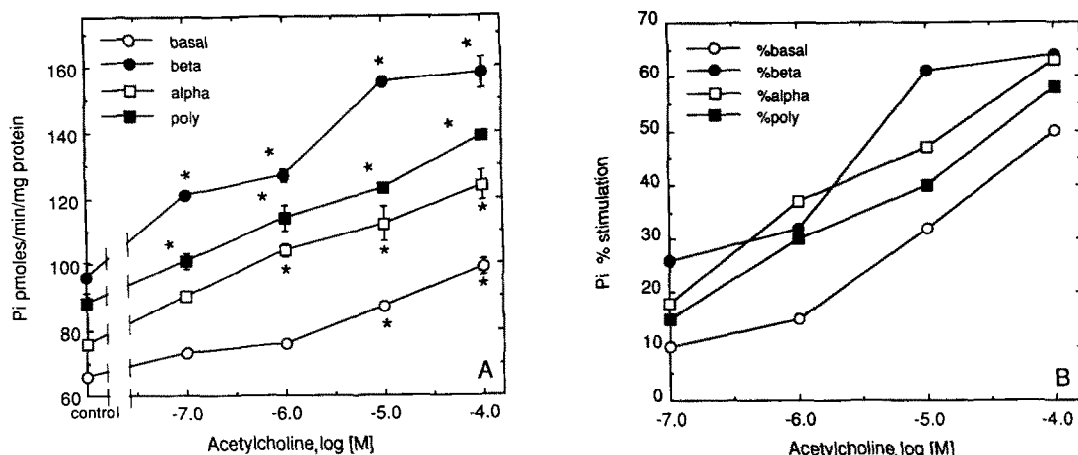 basal
beta
alpha
poly
160
140
120
100
80
60
Pi pmoles/min/mg protein
A
control
-7.0
-6.0
-5.0
-4.0
Acetylcholine, log [M]
%basal
%beta
%alpha
%poly
70
65
60
50
40
30
20
10
0
Pi % stimulation
B
-7.0
-6.0
-5.0
-4.0
Acetylcholine, log [M]